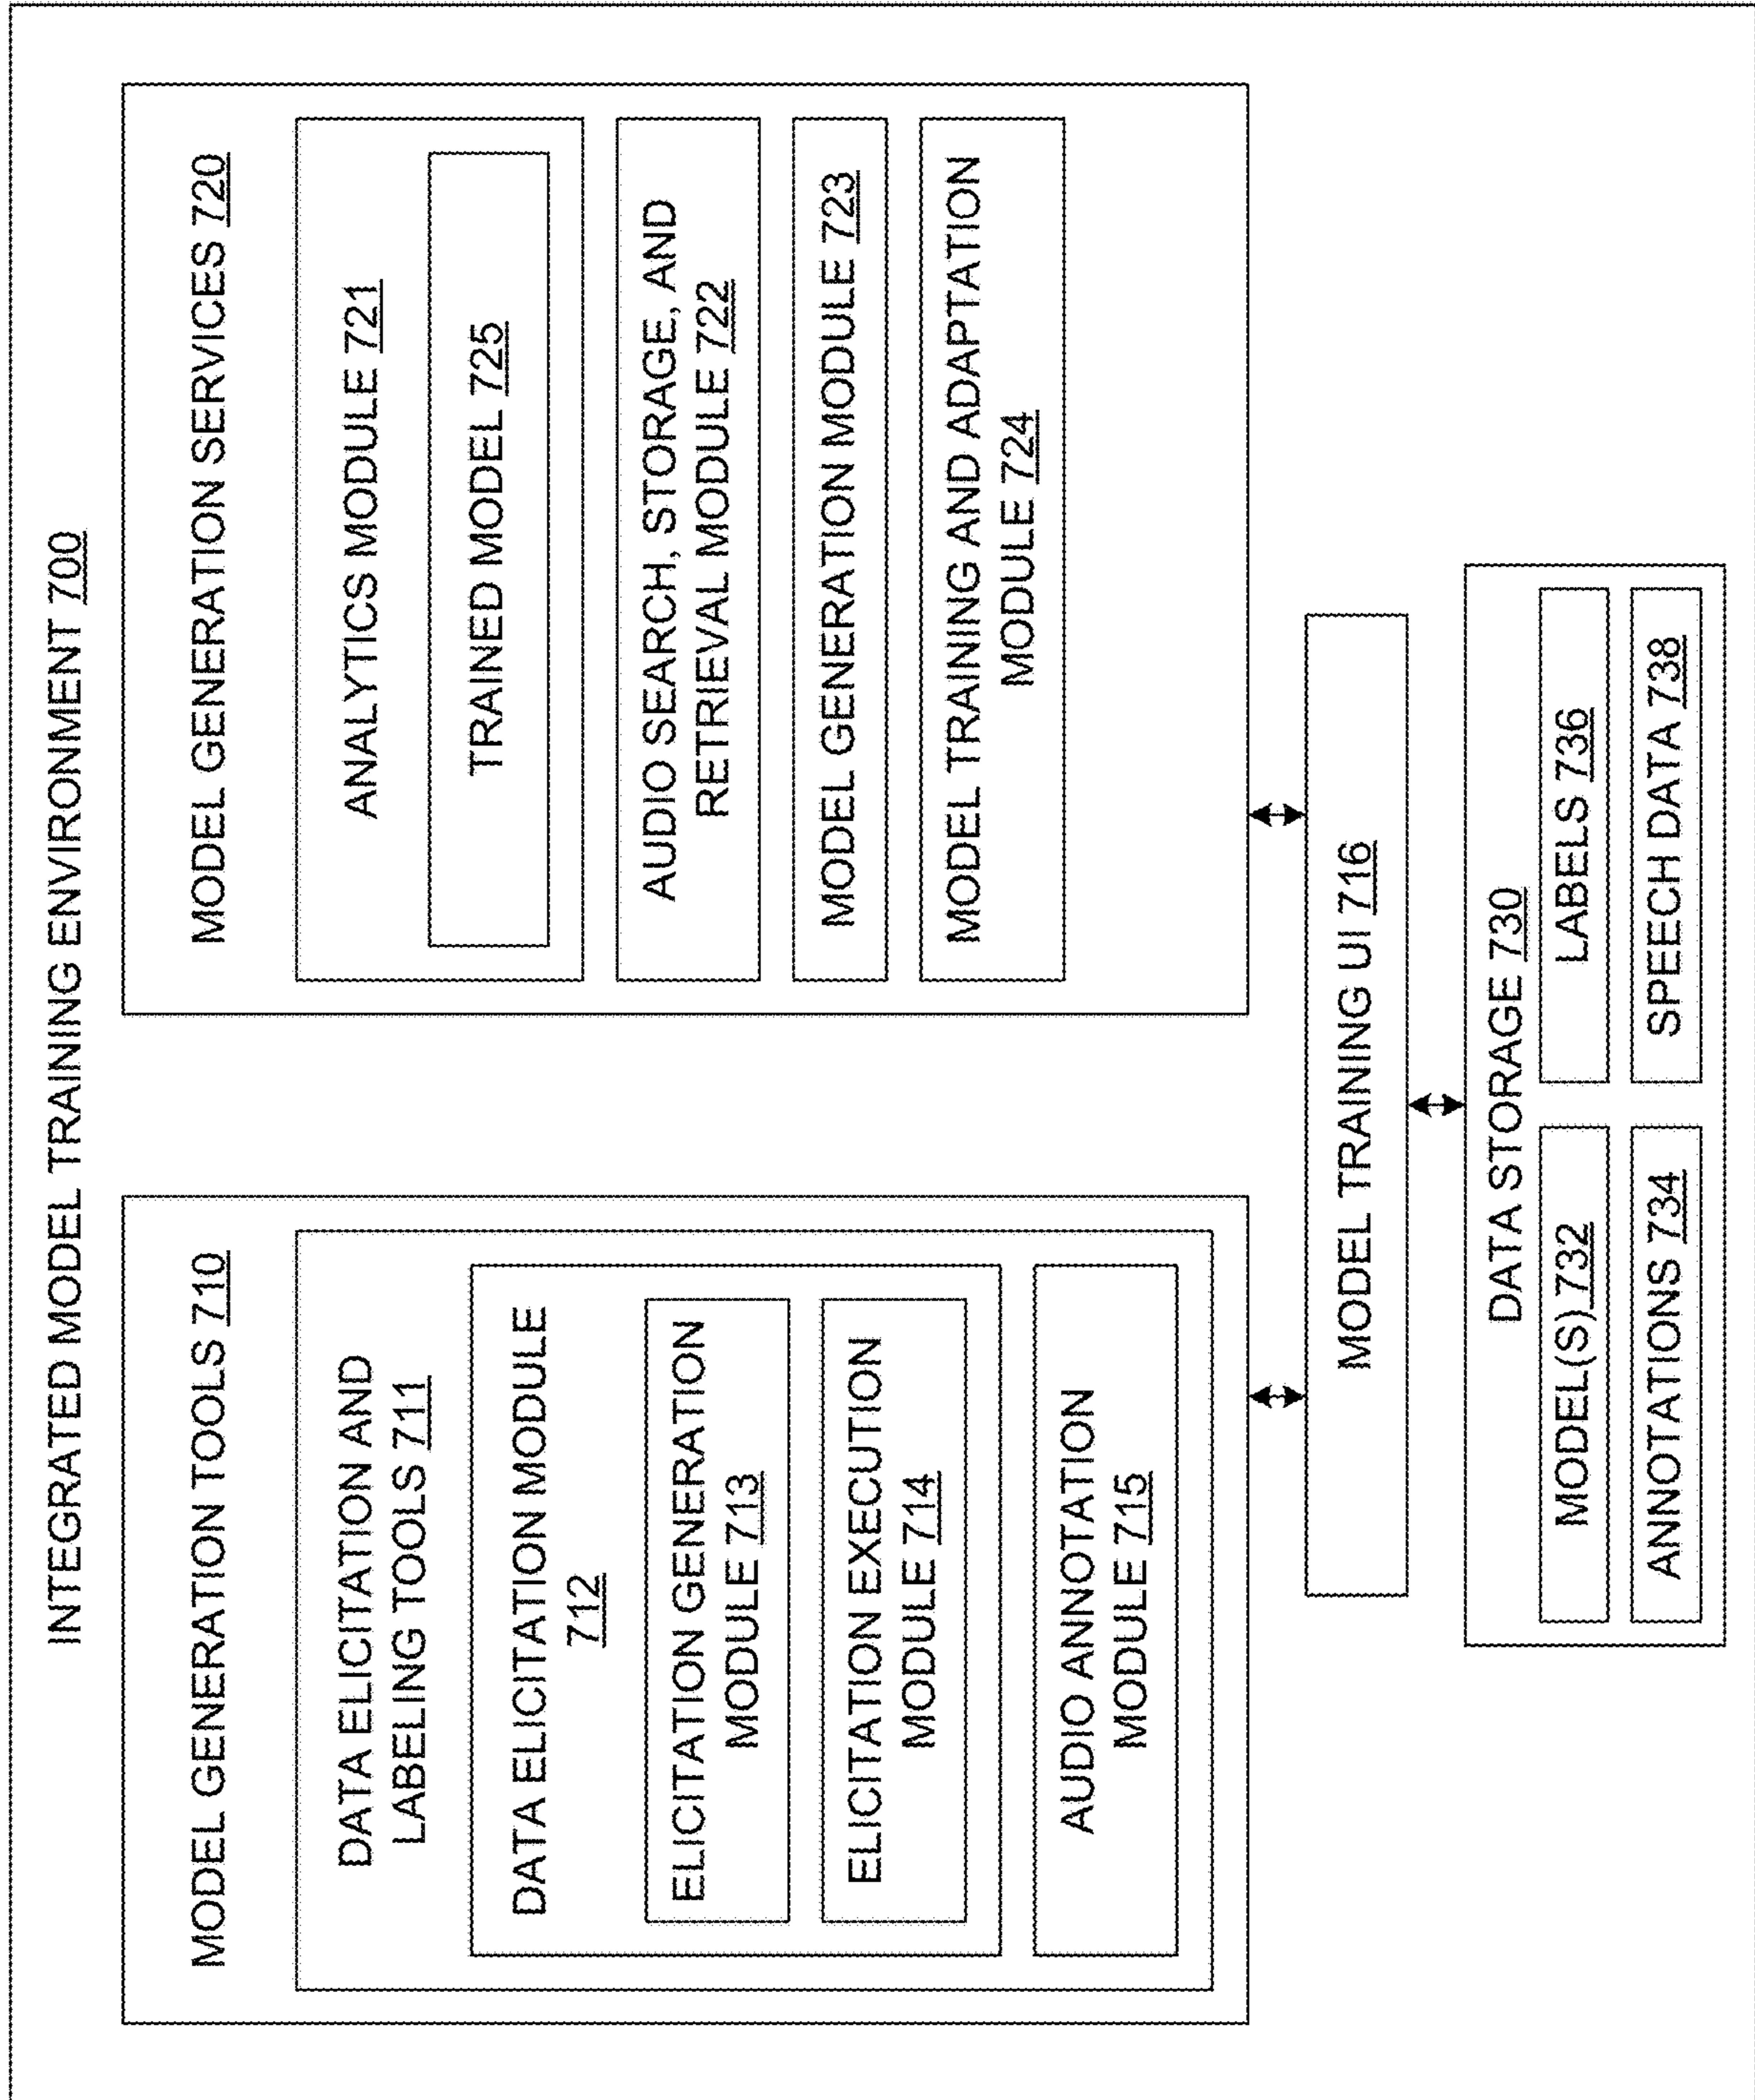 INTEGRATED MODEL TRAINING ENVIRONMENT 700
MODEL GENERATION TOOLS 710
DATA ELICITATION AND
LABELING TOOLS 711
DATA ELICITATION MODULE
712
ELICITATION GENERATION
MODULE 713
ELICITATION EXECUTION
MODULE 714
AUDIO ANNOTATION
MODULE 715
MODEL GENERATION SERVICES 720
ANALYTICS MODULE 721
TRAINED MODEL 725
AUDIO SEARCH, STORAGE, AND
RETRIEVAL MODULE 722
MODEL GENERATION MODULE 723
MODEL TRAINING AND ADAPTATION
MODULE 724
MODEL TRAINING UI 716
DATA STORAGE 730
MODEL(S) 732
LABELS 736
ANNOTATIONS 734
SPEECH DATA 738